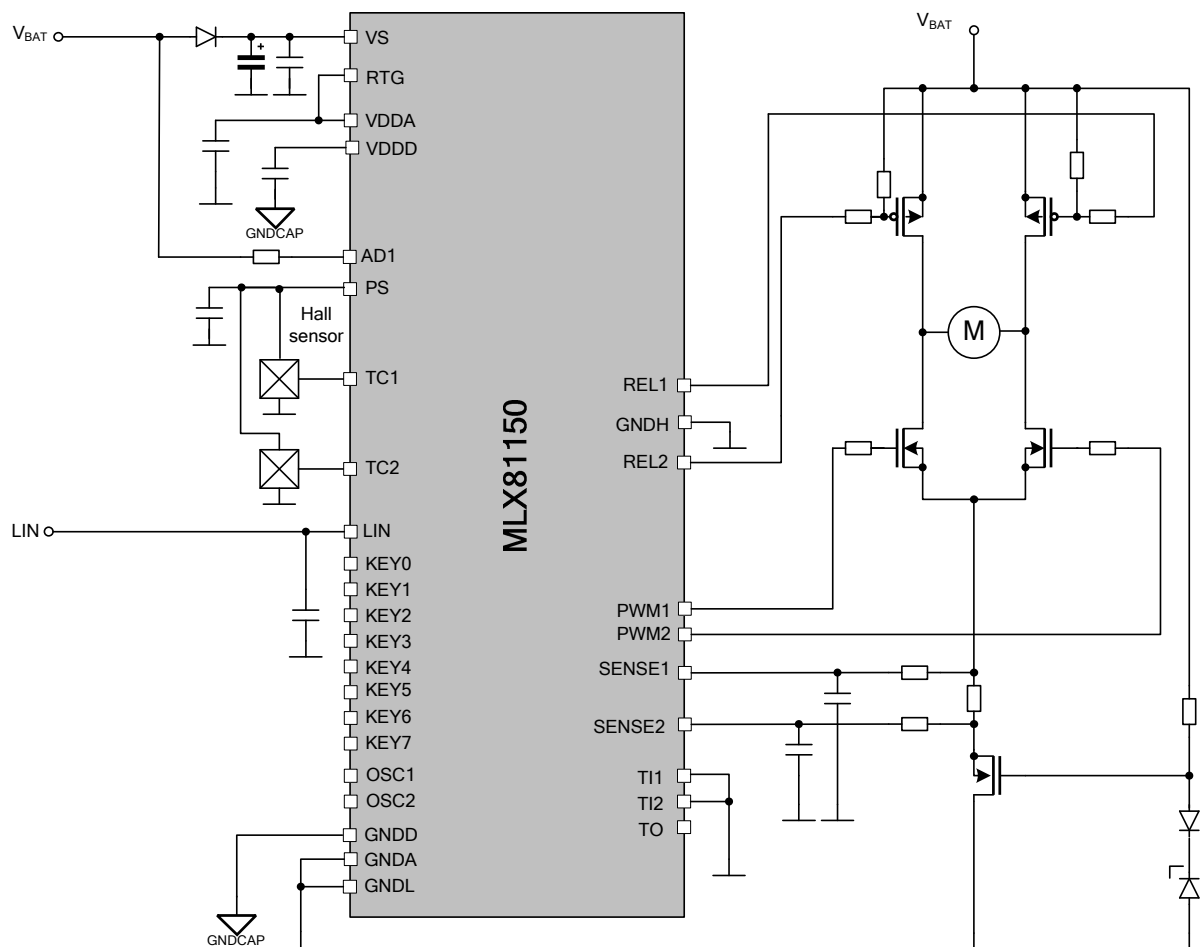 V_BAT
VS
+
RTG
VDDA
VDDD
GNDCAP
AD1
PS
Hall
sensor
TC1
TC2
LIN
LIN
KEY0
KEY1
KEY2
KEY3
KEY4
KEY5
KEY6
KEY7
OSC1
OSC2
GNDD
GNDA
GNDL
GNDCAP
MLX81150
REL1
GNDH
REL2
PWM1
PWM2
SENSE1
SENSE2
TI1
TI2
TO
V_BAT
M